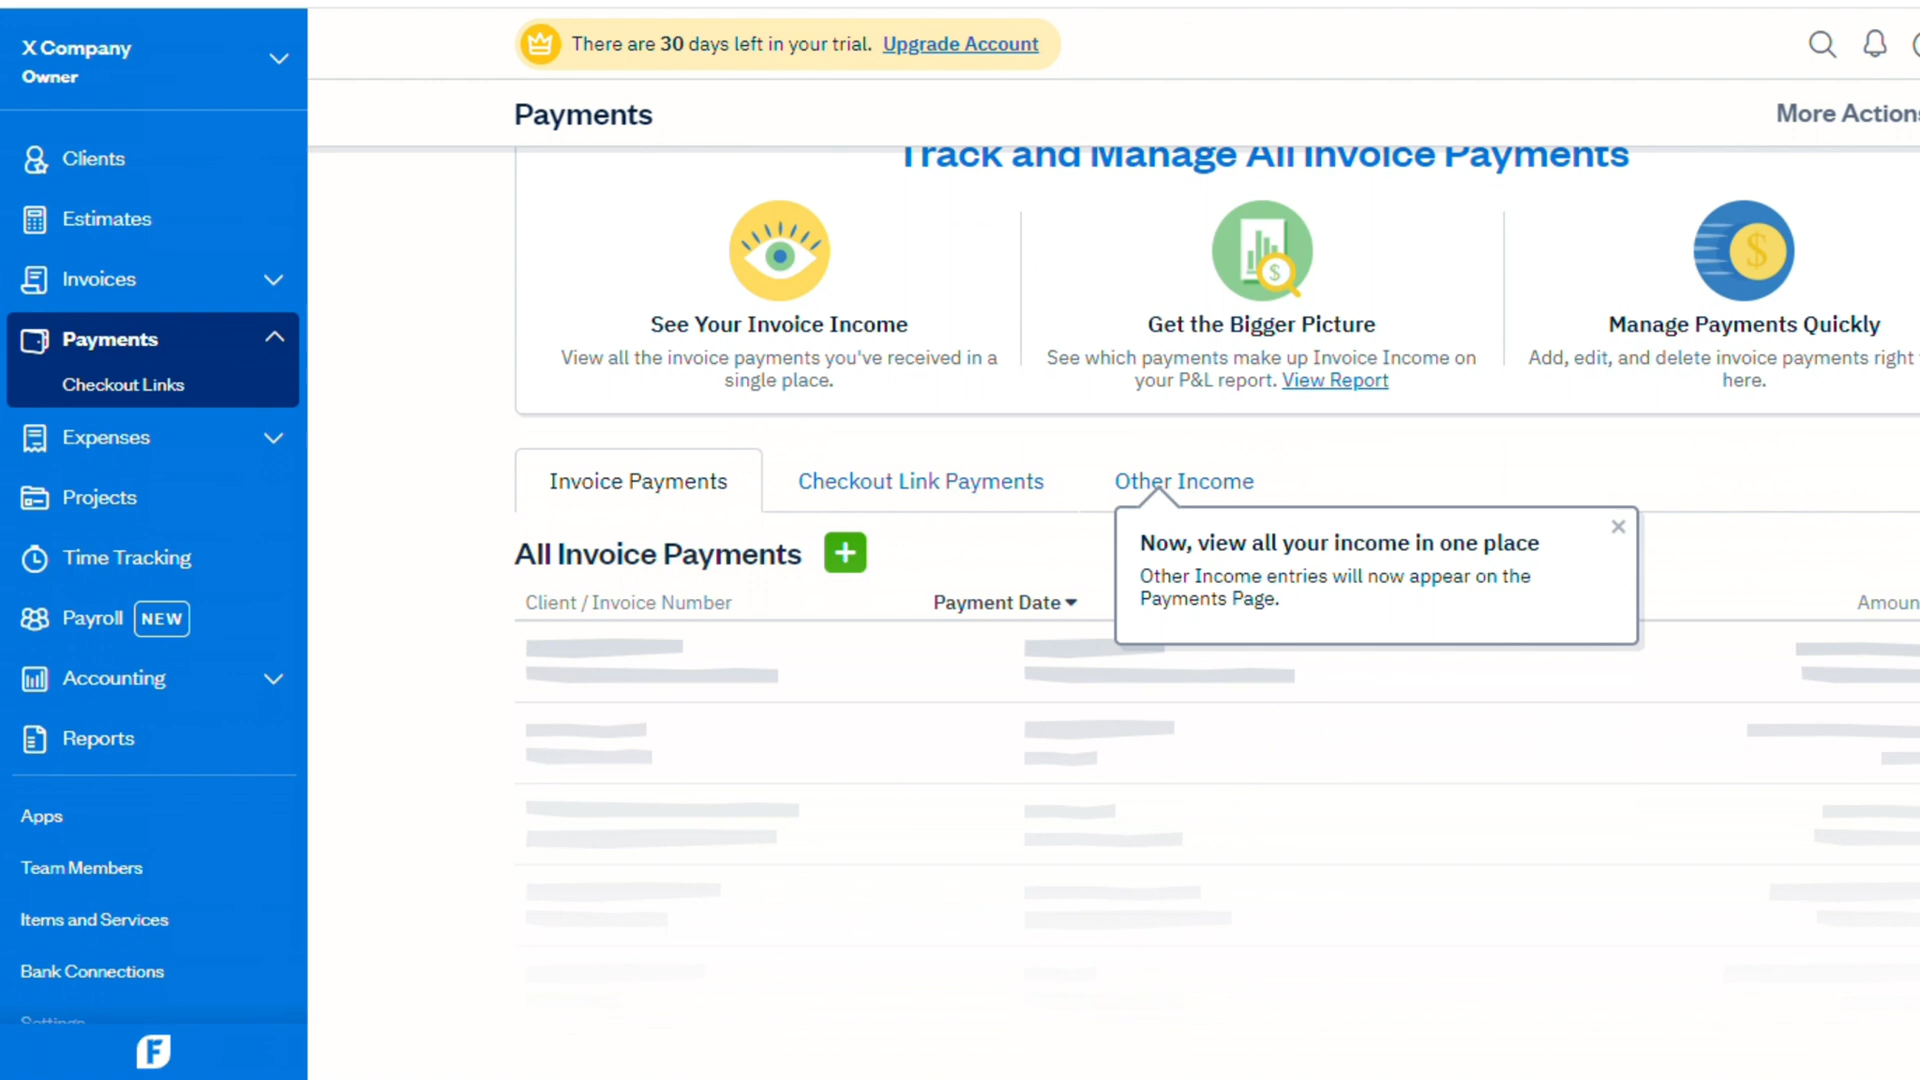 X Company
Owner
Clients
Estimates
Invoices
Payments
Checkout Links
Expenses
Projects
Time Tracking
Payroll NEW
Accounting
Reports
Apps
Team Members
Items and Services
Bank Connections
Settings
There are 30 days left in your trial. Upgrade Account
Payments
More Actions
Track and Manage All Invoice Payments
See Your Invoice Income
View all the invoice payments you've received in a
single place.
Get the Bigger Picture
See which payments make up Invoice Income on
your P&L report. View Report
Manage Payments Quickly
Add, edit, and delete invoice payments right
here.
Invoice Payments
Checkout Link Payments
Other Income
Now, view all your income in one place
Other Income entries will now appear on the
Payments Page.
All Invoice Payments
Client / Invoice Number
Payment Date
Amoun